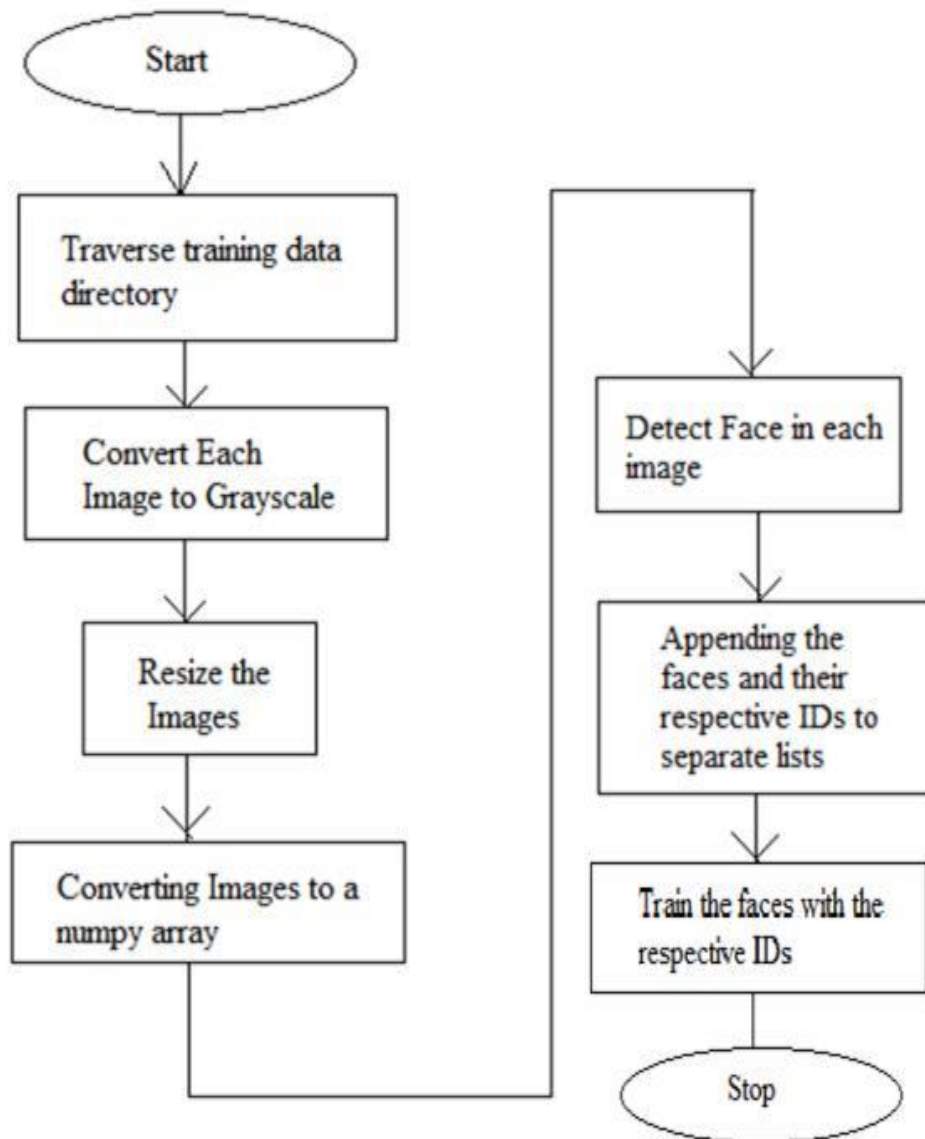 Start
Traverse training data
directory
Convert Each
Image to Grayscale
Resize the
Images
Converting Images to a
numpy array
Detect Face in each
image
Appending the
faces and their
respective IDs to
separate lists
Train the faces with the
respective IDs
Stop